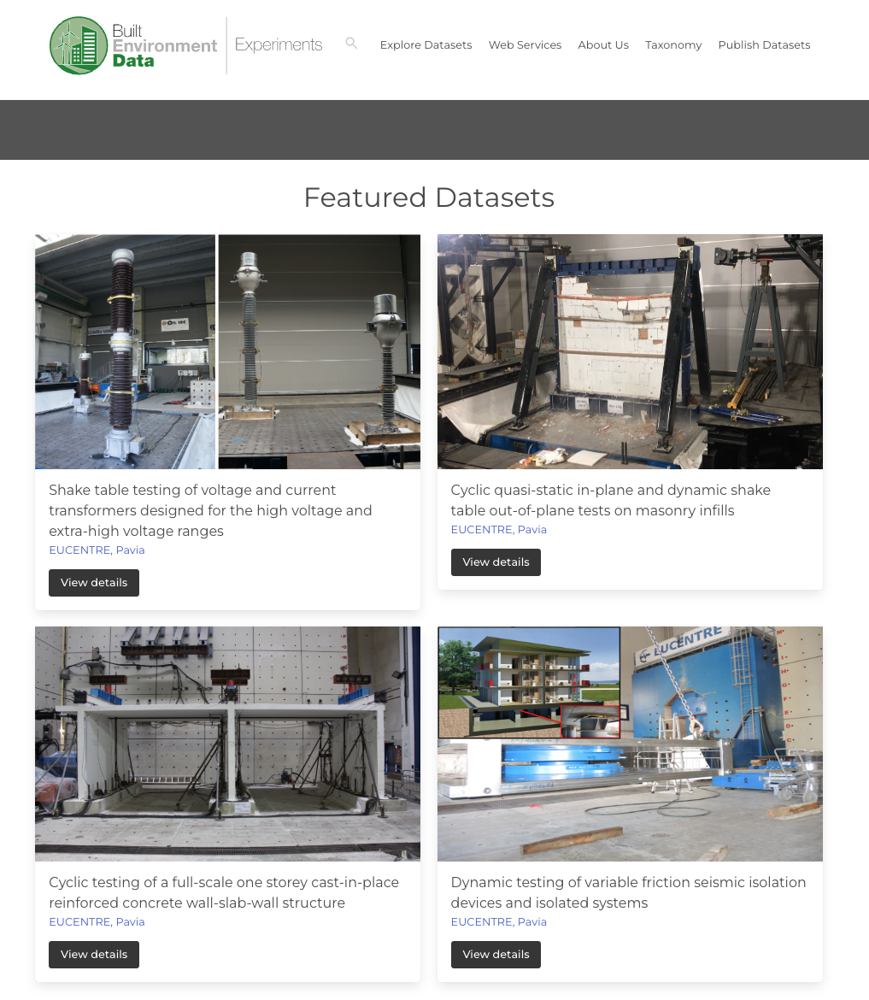 Built
Environment
Data
Experiments
Explore Datasets
Web Services
About Us
Taxonomy
Publish Datasets
Featured Datasets
Shake table testing of voltage and current
transformers designed for the high voltage and
extra-high voltage ranges
EUCENTRE, Pavia
View details
Cyclic quasi-static in-plane and dynamic shake
table out-of-plane tests on masonry infills
EUCENTRE, Pavia
View details
EUCENTRE
Cyclic testing of a full-scale one storey cast-in-place
reinforced concrete wall-slab-wall structure
EUCENTRE, Pavia
View details
Dynamic testing of variable friction seismic isolation
devices and isolated systems
EUCENTRE, Pavia
View details